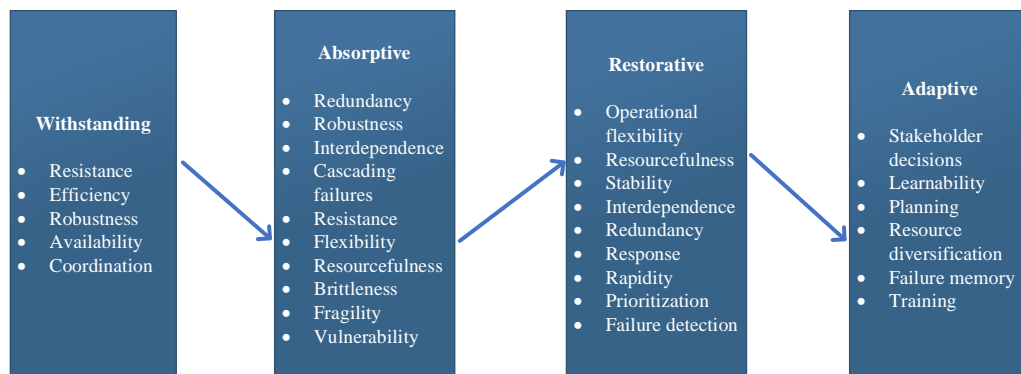 Withstanding
• Resistance
• Efficiency
• Robustness
• Availability
• Coordination
Absorptive
• Redundancy
• Robustness
• Interdependence
• Cascading
failures
• Resistance
• Flexibility
• Resourcefulness
• Brittleness
• Fragility
• Vulnerability
Restorative
• Operational
flexibility
• Resourcefulness
• Stability
• Interdependence
• Redundancy
• Response
• Rapidity
• Prioritization
• Failure detection
Adaptive
• Stakeholder
decisions
• Learnability
• Planning
• Resource
diversification
• Failure memory
• Training